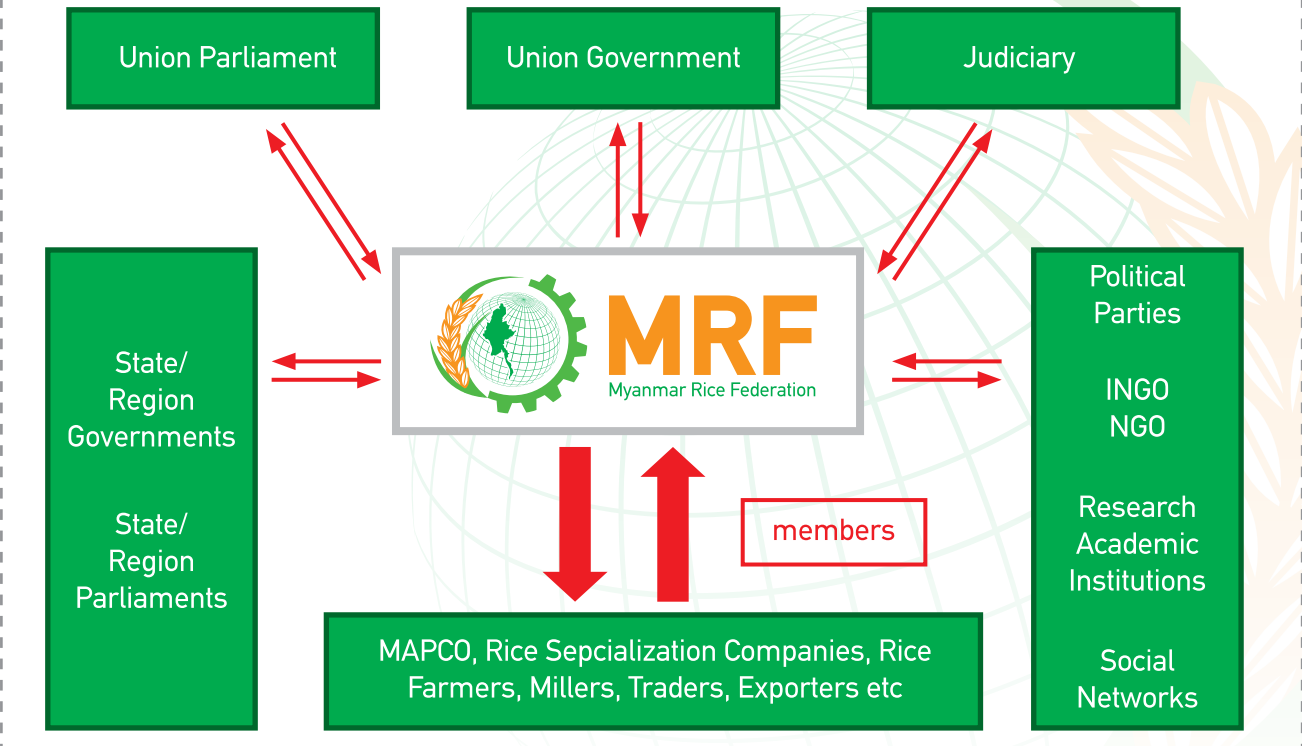 Union Parliament
Union Government
Judiciary
State/
Region
Governments
State/
Region
Parliaments
MRF
Myanmar Rice Federation
Political
Parties
INGO
NGO
Research
Academic
Institutions
Social
Networks
members
MAPCO, Rice Sepcialization Companies, Rice
Farmers, Millers, Traders, Exporters etc